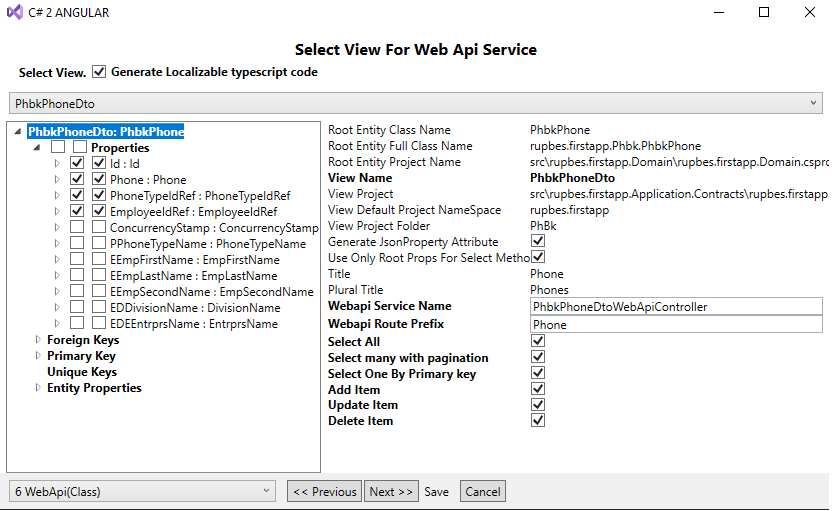 C# 2 ANGULAR
Select View For Web Api Service
Select View. Generate Localizable typescript code
PhbkPhoneDto
PhbkPhoneDto: PhbkPhone
Properties
Id : Id
Phone : Phone
PhoneTypeIdRef : PhoneTypeIdRef
EmployeeIdRef : EmployeeIdRef
ConcurrencyStamp : ConcurrencyStamp
PPhoneTypeName : PhoneTypeName
EEmpFirstName : EmpFirstName
EEmpLastName : EmpLastName
EEmpSecondName : EmpSecondName
EDDivisionName : DivisionName
EDEEntrprsName : EntrprsName
Foreign Keys
Primary Key
Unique Keys
Entity Properties
Root Entity Class Name PhbkPhone
Root Entity Full Class Name rupbes.firstapp.Phbk.PhbkPhone
Root Entity Project Name src\rupbes.firstapp.Domain\rupbes.firstapp.Domain.cspro
View Name PhbkPhoneDto
View Project src\rupbes.firstapp.Application.Contracts\rupbes.firstapp.
View Default Project NameSpace rupbes.firstapp
View Project Folder PhBk
Generate JsonProperty Attribute
Use Only Root Props For Select Metho
Title Phone
Plural Title Phones
Webapi Service Name PhbkPhoneDtoWebApiController
Webapi Route Prefix Phone
Select All
Select many with pagination
Select One By Primary key
Add Item
Update Item
Delete Item
6 WebApi(Class) << Previous Next >> Save Cancel